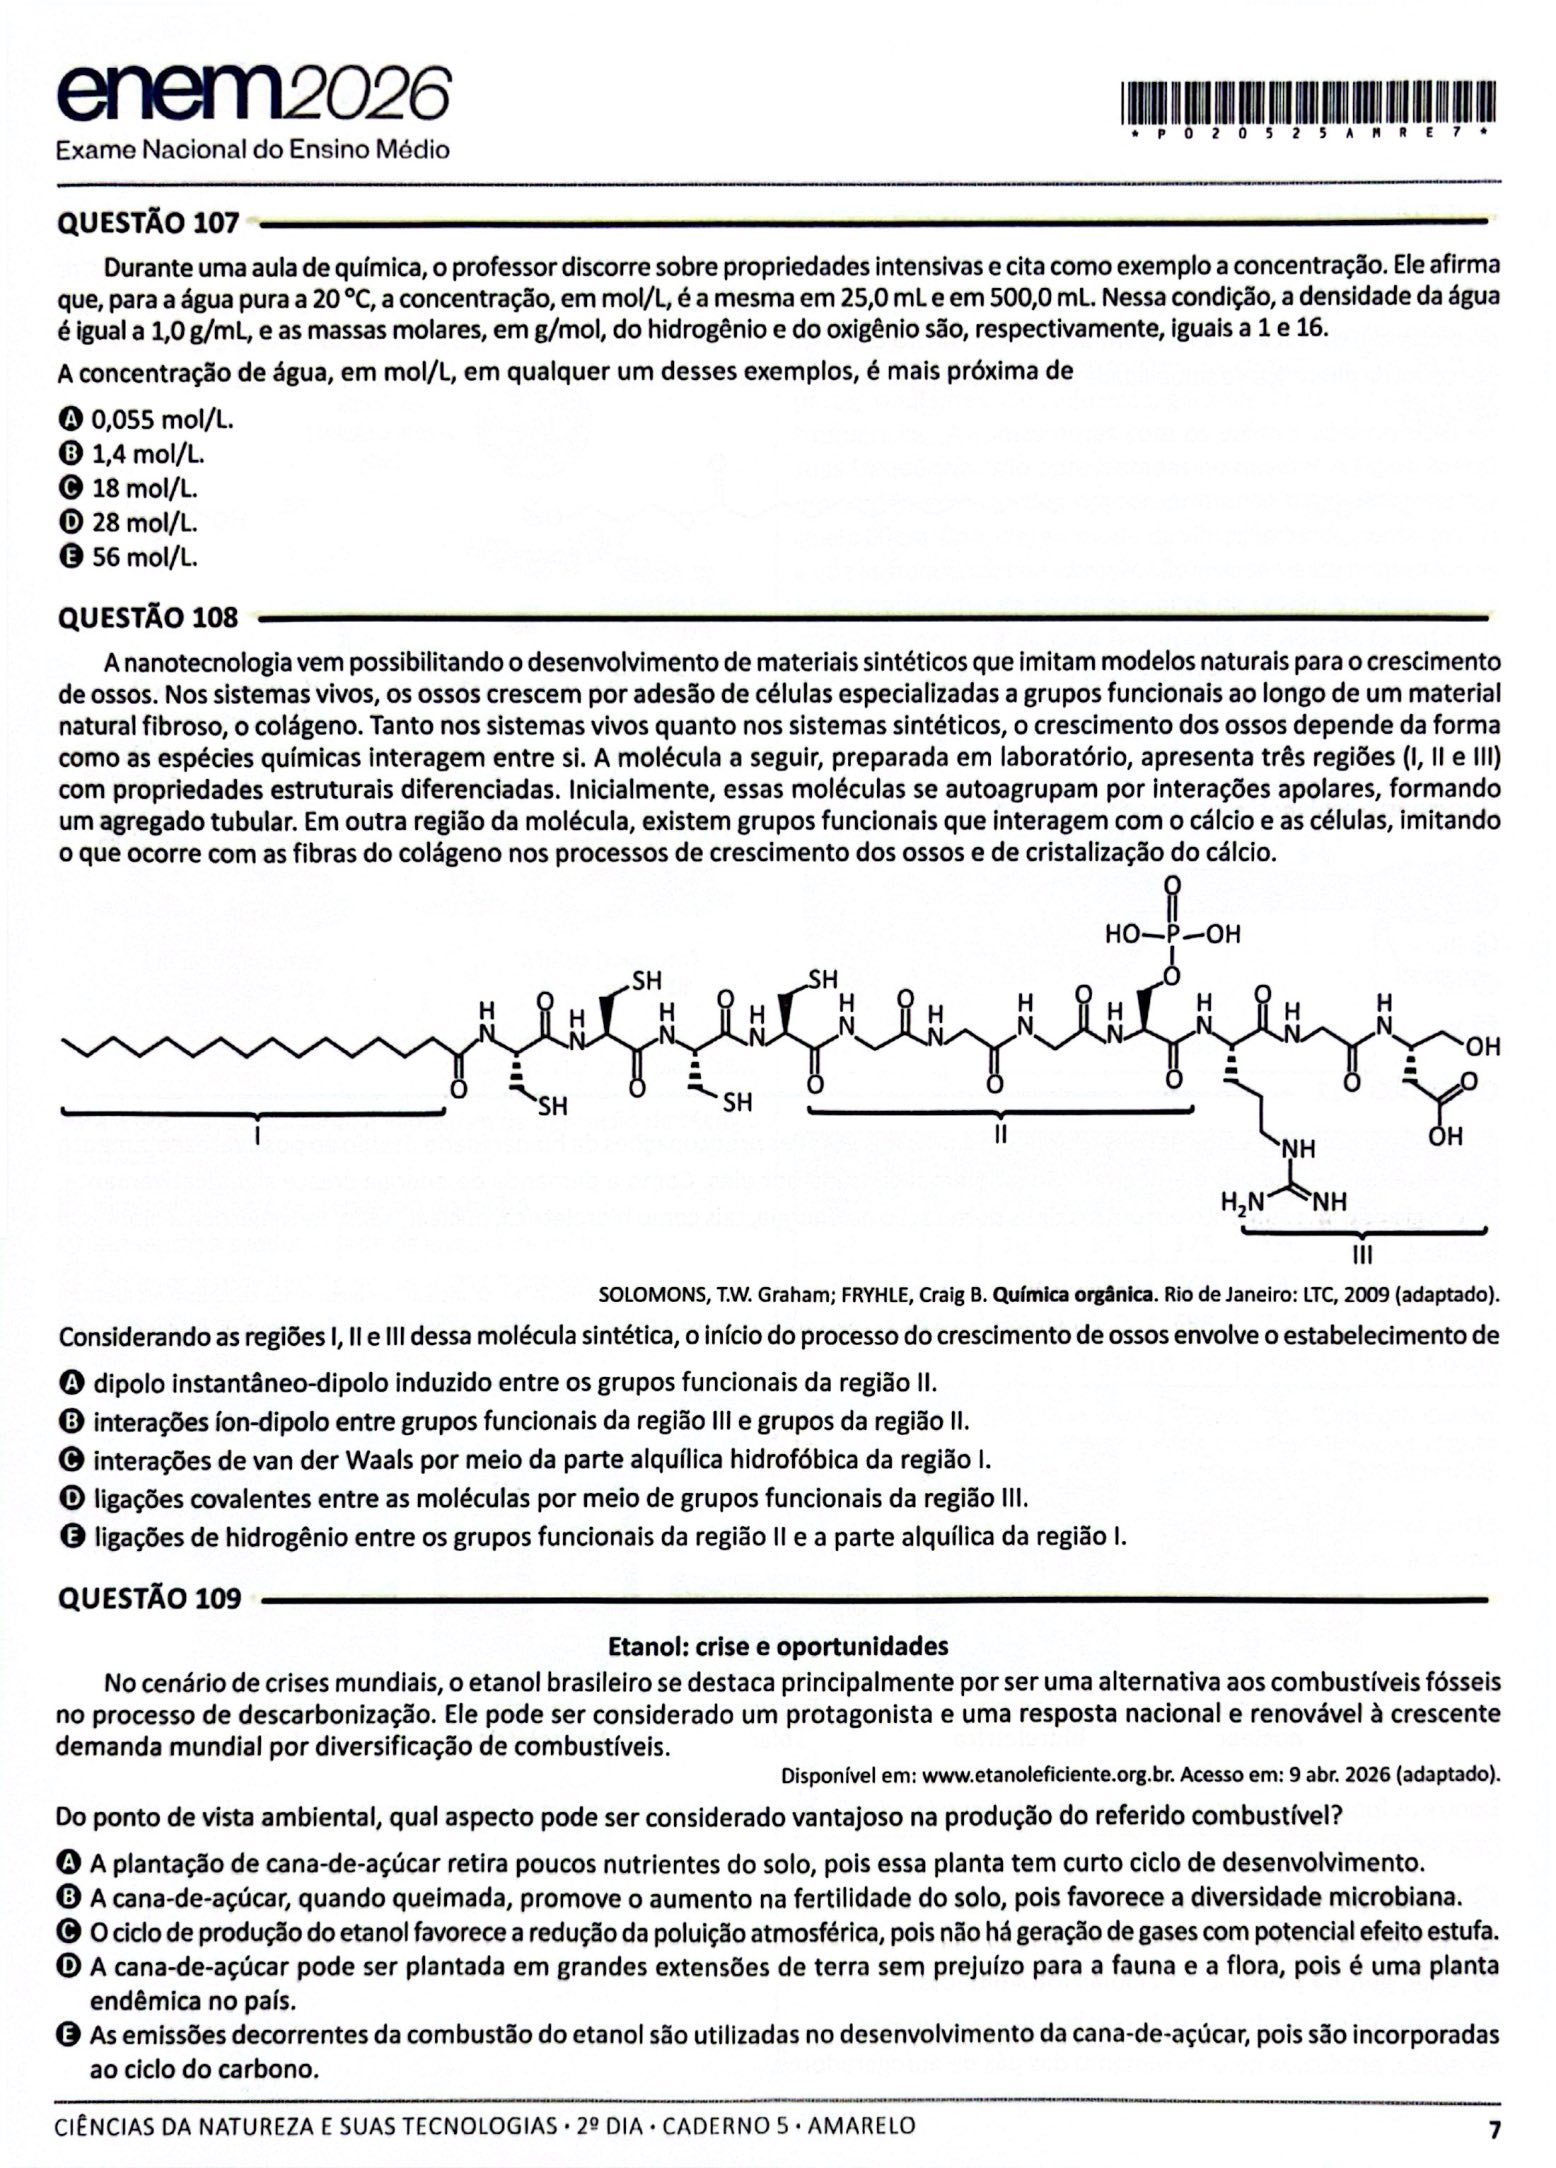 enem2026
Exame Nacional do Ensino Médio
* P 0 2 0 5 2 5 A M R E 7 *
QUESTÃO 107
Durante uma aula de química, o professor discorre sobre propriedades intensivas e cita como exemplo a concentração. Ele afirma
que, para a água pura a 20 °C, a concentração, em mol/L, é a mesma em 25,0 mL e em 500,0 mL. Nessa condição, a densidade da água
é igual a 1,0 g/mL, e as massas molares, em g/mol, do hidrogênio e do oxigênio são, respectivamente, iguais a 1 e 16.
A concentração de água, em mol/L, em qualquer um desses exemplos, é mais próxima de
A 0,055 mol/L.
B 1,4 mol/L.
C 18 mol/L.
D 28 mol/L.
E 56 mol/L.
QUESTÃO 108
A nanotecnologia vem possibilitando o desenvolvimento de materiais sintéticos que imitam modelos naturais para o crescimento
de ossos. Nos sistemas vivos, os ossos crescem por adesão de células especializadas a grupos funcionais ao longo de um material
natural fibroso, o colágeno. Tanto nos sistemas vivos quanto nos sistemas sintéticos, o crescimento dos ossos depende da forma
como as espécies químicas interagem entre si. A molécula a seguir, preparada em laboratório, apresenta três regiões (I, II e III)
com propriedades estruturais diferenciadas. Inicialmente, essas moléculas se autoagrupam por interações apolares, formando
um agregado tubular. Em outra região da molécula, existem grupos funcionais que interagem com o cálcio e as células, imitando
o que ocorre com as fibras do colágeno nos processos de crescimento dos ossos e de cristalização do cálcio.
O
HO P OH
O
SH SH
H O H H O H H O H H O H H O H H
N N N N N N N N N N N OH
O SH O SH O O O O O
OH
I II NH
H2N NH
III
SOLOMONS, T.W. Graham; FRYHLE, Craig B. Química orgânica. Rio de Janeiro: LTC, 2009 (adaptado).
Considerando as regiões I, II e III dessa molécula sintética, o início do processo do crescimento de ossos envolve o estabelecimento de
A dipolo instantâneo-dipolo induzido entre os grupos funcionais da região II.
B interações íon-dipolo entre grupos funcionais da região III e grupos da região II.
C interações de van der Waals por meio da parte alquílica hidrofóbica da região I.
D ligações covalentes entre as moléculas por meio de grupos funcionais da região III.
E ligações de hidrogênio entre os grupos funcionais da região II e a parte alquílica da região I.
QUESTÃO 109
Etanol: crise e oportunidades
No cenário de crises mundiais, o etanol brasileiro se destaca principalmente por ser uma alternativa aos combustíveis fósseis
no processo de descarbonização. Ele pode ser considerado um protagonista e uma resposta nacional e renovável à crescente
demanda mundial por diversificação de combustíveis.
Disponível em: www.etanoleficiente.org.br. Acesso em: 9 abr. 2026 (adaptado).
Do ponto de vista ambiental, qual aspecto pode ser considerado vantajoso na produção do referido combustível?
A A plantação de cana-de-açúcar retira poucos nutrientes do solo, pois essa planta tem curto ciclo de desenvolvimento.
B A cana-de-açúcar, quando queimada, promove o aumento na fertilidade do solo, pois favorece a diversidade microbiana.
C O ciclo de produção do etanol favorece a redução da poluição atmosférica, pois não há geração de gases com potencial efeito estufa.
D A cana-de-açúcar pode ser plantada em grandes extensões de terra sem prejuízo para a fauna e a flora, pois é uma planta
endêmica no país.
E As emissões decorrentes da combustão do etanol são utilizadas no desenvolvimento da cana-de-açúcar, pois são incorporadas
ao ciclo do carbono.
CIÊNCIAS DA NATUREZA E SUAS TECNOLOGIAS • 2º DIA • CADERNO 5 • AMARELO
7